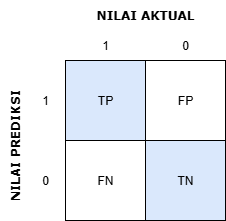 NILAI AKTUAL
1 0
NILAI PREDIKSI
1 TP FP
0 FN TN